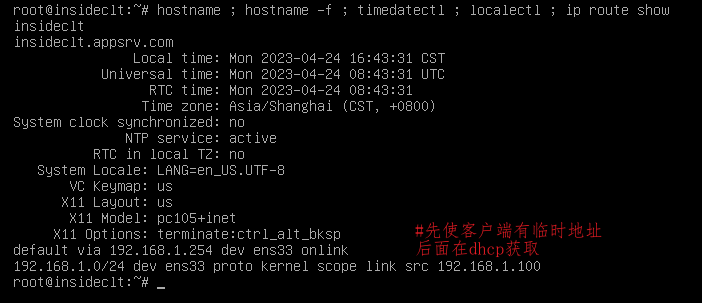 root@insideclt:~# hostname ; hostname -f ; timedatectl ; localectl ; ip route show
insideclt
insideclt.appsrv.com
Local time: Mon 2023-04-24 16:43:31 CST
Universal time: Mon 2023-04-24 08:43:31 UTC
RTC time: Mon 2023-04-24 08:43:31
Time zone: Asia/Shanghai (CST, +0800)
System clock synchronized: no
NTP service: active
RTC in local TZ: no
System Locale: LANG=en_US.UTF-8
VC Keymap: us
X11 Layout: us
X11 Model: pc105+inet
X11 Options: terminate:ctrl_alt_bksp
#先使客户端有临时地址
后面在dhcp获取
default via 192.168.1.254 dev ens33 onlink
192.168.1.0/24 dev ens33 proto kernel scope link src 192.168.1.100
root@insideclt:~# _